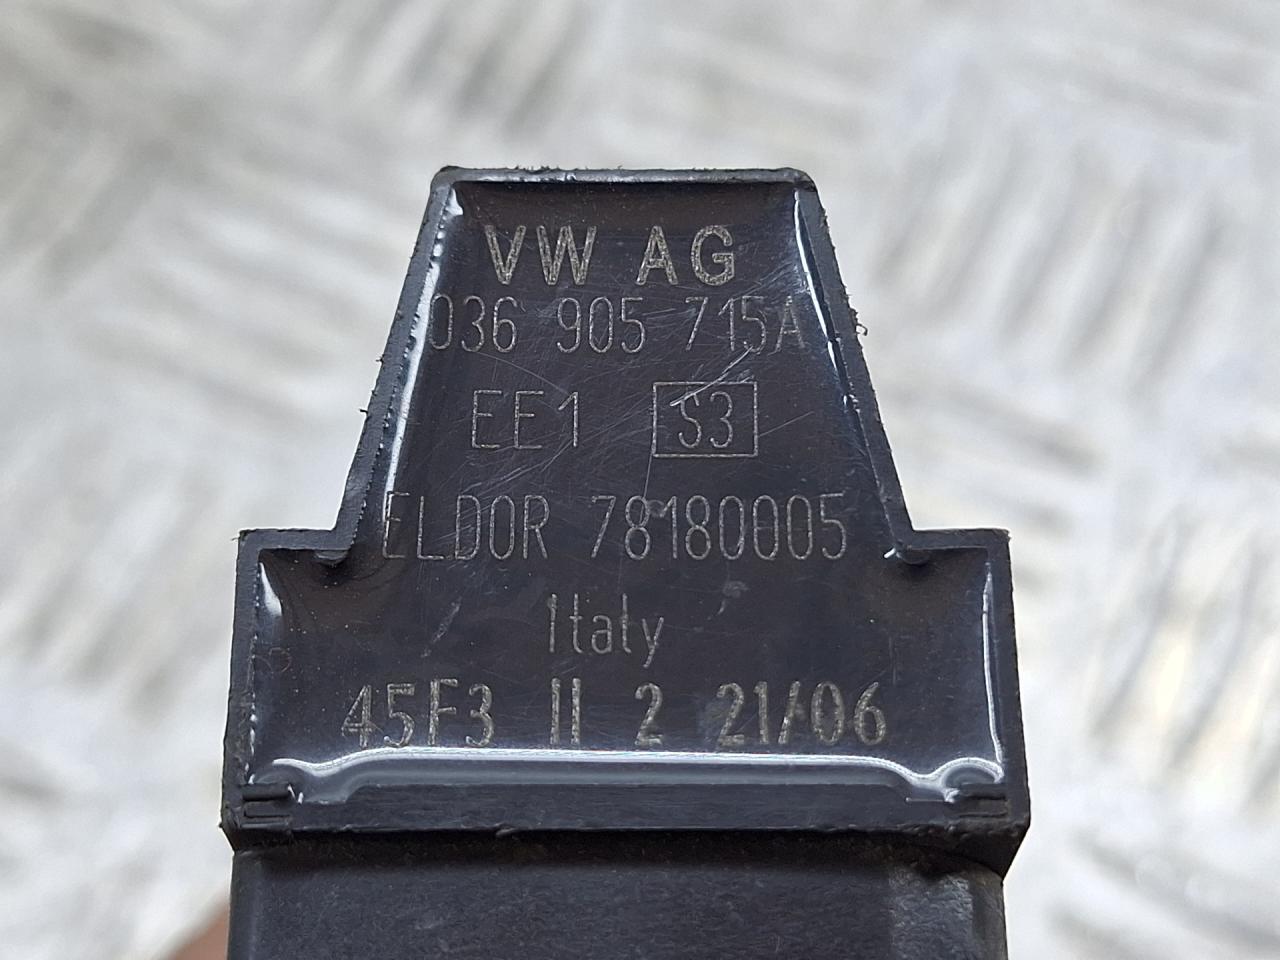 VW AG
036 905 715A
EE1 S3
ELDOR 78180005
Italy
45F3 II 2 21/06